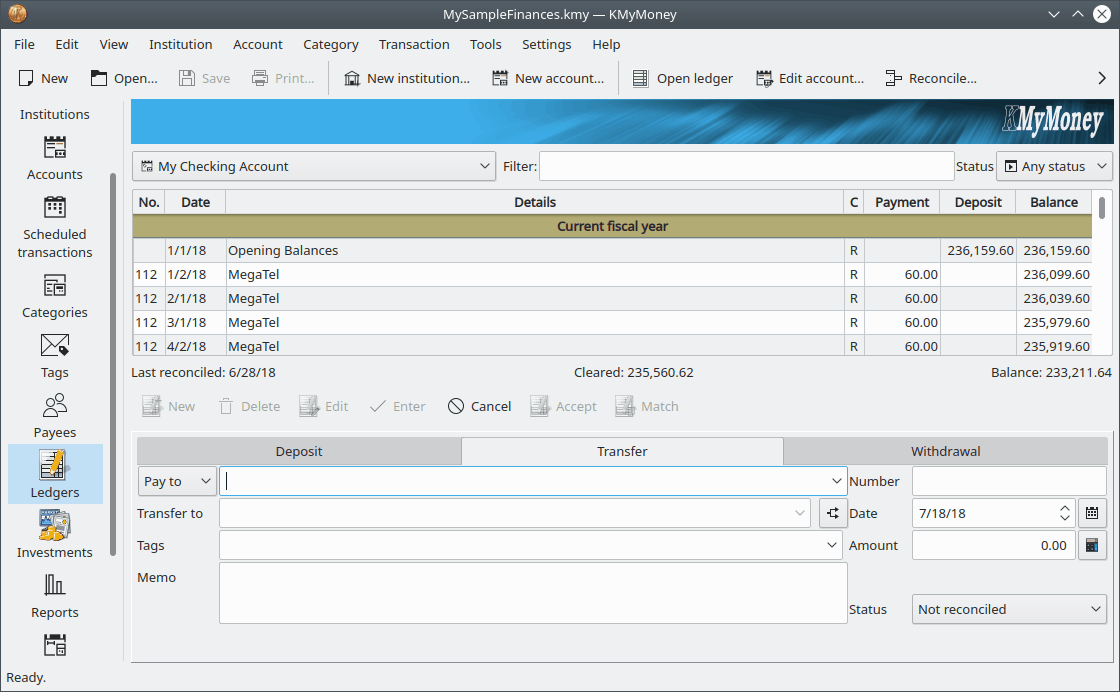 MySampleFinances.kmy — KMyMoney
File Edit View Institution Account Category Transaction Tools Settings Help
New Open... Save Print... New institution... New account... Open ledger Edit account... Reconcile...
Institutions
Accounts
Scheduled
transactions
Categories
Tags
Payees
Ledgers
Investments
Reports
KMyMoney
My Checking Account Filter: Status Any status
No. Date Details C Payment Deposit Balance
Current fiscal year
1/1/18 Opening Balances R 236,159.60 236,159.60
112 1/2/18 MegaTel R 60.00 236,099.60
112 2/1/18 MegaTel R 60.00 236,039.60
112 3/1/18 MegaTel R 60.00 235,979.60
112 4/2/18 MegaTel R 60.00 235,919.60
Last reconciled: 6/28/18 Cleared: 235,560.62 Balance: 233,211.64
New Delete Edit Enter Cancel Accept Match
Deposit Transfer Withdrawal
Pay to Number
Transfer to Date 7/18/18
Tags Amount 0.00
Memo
Status Not reconciled
Ready.